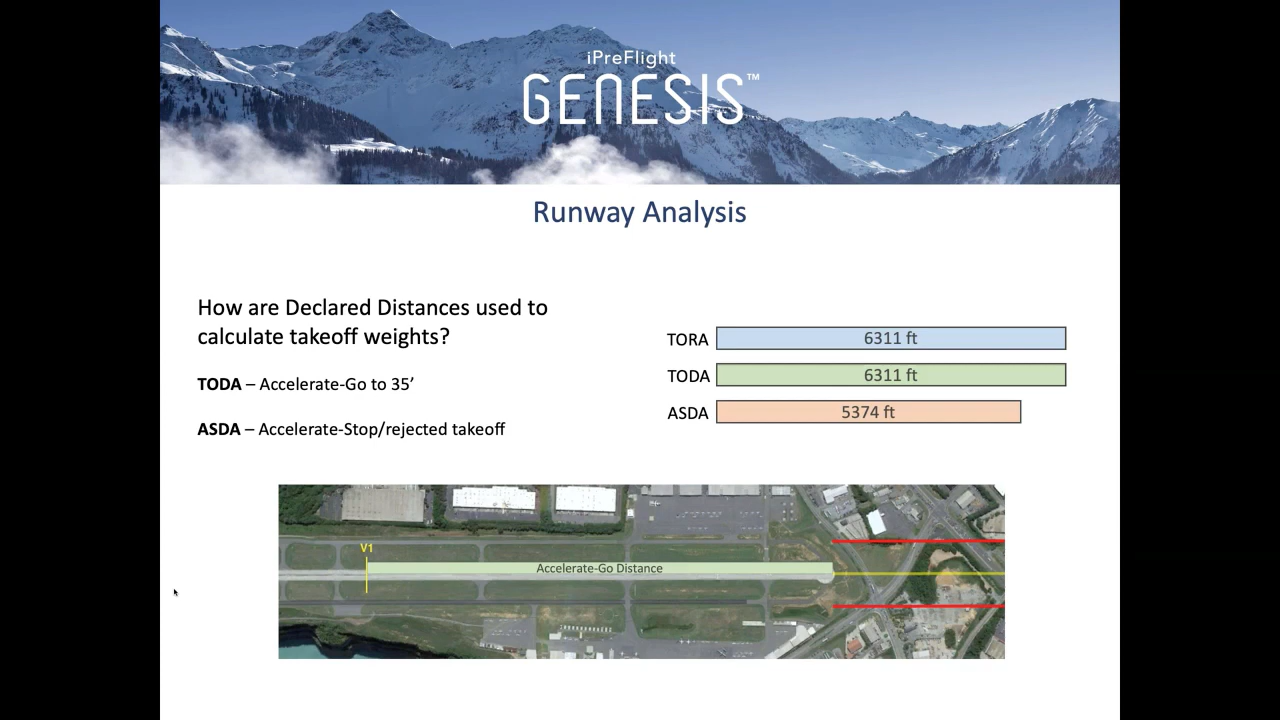 iPreFlight
GENESIS™
Runway Analysis
How are Declared Distances used to
calculate takeoff weights?
TODA – Accelerate-Go to 35’
ASDA – Accelerate-Stop/rejected takeoff
TORA 6311 ft
TODA 6311 ft
ASDA 5374 ft
V1
Accelerate-Go Distance